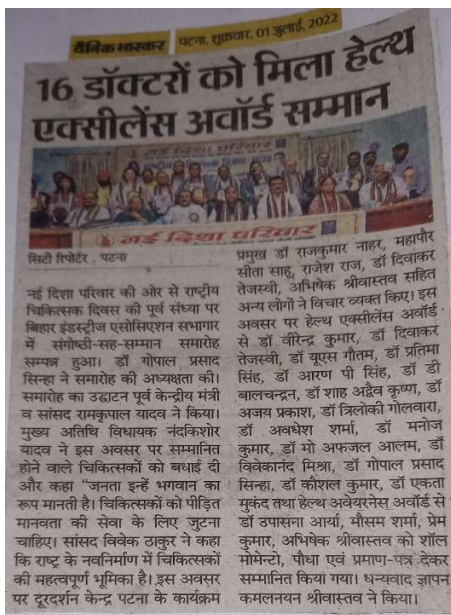 दैनिक भास्कर
पटना, शुक्रवार, 01 जुलाई, 2022
16 डॉक्टरों को मिला हेल्थ
एक्सीलेंस अवॉर्ड सम्मान
नई दिशा परिवार
नई दिशा परिवार
सिटी रिपोर्टर, पटना
नई दिशा परिवार की ओर से राष्ट्रीय
चिकित्सक दिवस की पूर्व संध्या पर
बिहार इंडस्ट्रीज एसोसिएशन सभागार
में संगोष्ठी-सह-सम्मान समारोह
सम्पन्न हुआ। डॉ गोपाल प्रसाद
सिन्हा ने समारोह की अध्यक्षता की।
समारोह का उद्घाटन पूर्व केन्द्रीय मंत्री
व सांसद रामकृपाल यादव ने किया।
मुख्य अतिथि विधायक नंदकिशोर
यादव ने इस अवसर पर सम्मानित
होने वाले चिकित्सकों को बधाई दी
और कहा "जनता इन्हें भगवान का
रूप मानती है। चिकित्सकों को पीड़ित
मानवता की सेवा के लिए जुटना
चाहिए। सांसद विवेक ठाकुर ने कहा
कि राष्ट्र के नवनिर्माण में चिकित्सकों
की महत्वपूर्ण भूमिका है। इस अवसर
पर दूरदर्शन केन्द्र पटना के कार्यक्रम
प्रमुख डॉ राजकुमार नाहर, महापौर
सीता साहू, राजेश राज, डॉ दिवाकर
तेजस्वी, अभिषेक श्रीवास्तव सहित
अन्य लोगों ने विचार व्यक्त किए। इस
अवसर पर हेल्थ एक्सीलेंस अवॉर्ड
से डॉ वीरेन्द्र कुमार, डॉ दिवाकर
तेजस्वी, डॉ यूएस गौतम, डॉ प्रतिमा
सिंह, डॉ आरण पी सिंह, डॉ डी
बालचन्द्रन, डॉ शाह अद्वैव कृष्ण, डॉ
अजय प्रकाश, डॉ त्रिलोकी गोलवारा,
डॉ अवधेश शर्मा, डॉ मनोज
कुमार, डॉ मो अफजल आलम, डॉ
विवेकानंद मिश्रा, डॉ गोपाल प्रसाद
सिन्हा, डॉ कौशल कुमार, डॉ एकता
मुकंद तथा हेल्थ अवेयरनेस अवॉर्ड से
डॉ उपासना आर्या, मौसम शर्मा, प्रेम
कुमार, अभिषेक श्रीवास्तव को शॉल
मोमेन्टो, पौधा एवं प्रमाण-पत्र देकर
सम्मानित किया गया। धन्यवाद ज्ञापन
कमलनयन श्रीवास्तव ने किया।